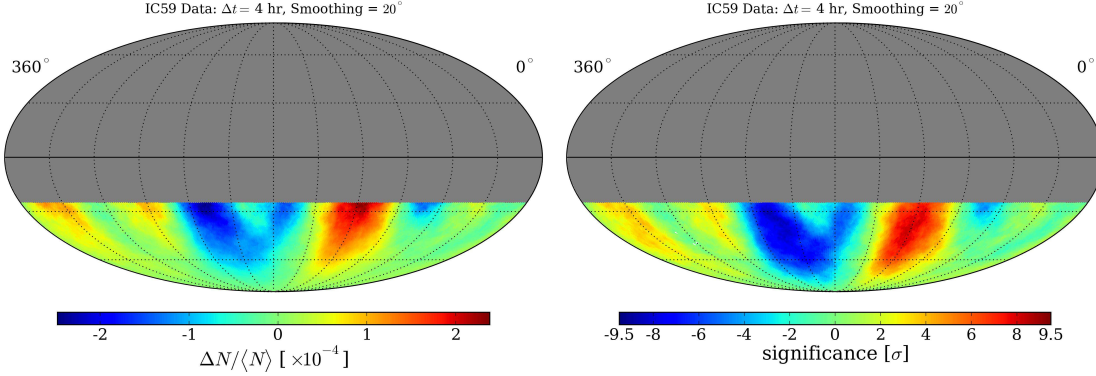 IC59 Data: Δt = 4 hr, Smoothing = 20°
360°
0°
-2 -1 0 1 2
ΔN/⟨N⟩ [ ×10⁻⁴]
IC59 Data: Δt = 4 hr, Smoothing = 20°
360°
0°
-9.5 -8 -6 -4 -2 0 2 4 6 8 9.5
significance [σ]